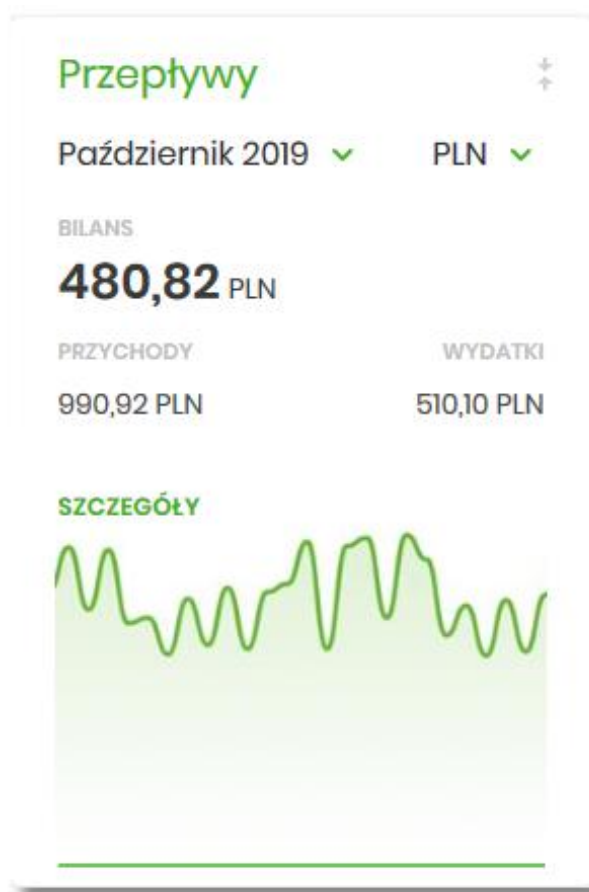 Przepływy
Październik 2019 PLN
BILANS
480,82 PLN
PRZYCHODY WYDATKI
990,92 PLN 510,10 PLN
SZCZEGÓŁY